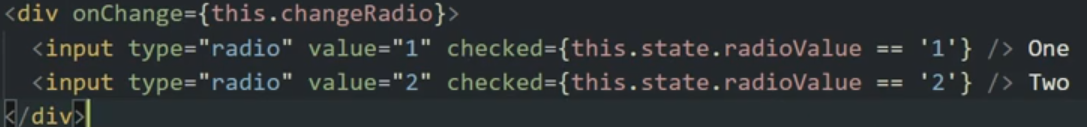 <div onChange={this.changeRadio}>
  <input type="radio" value="1" checked={this.state.radioValue == '1'} /> One
  <input type="radio" value="2" checked={this.state.radioValue == '2'} /> Two
</div>